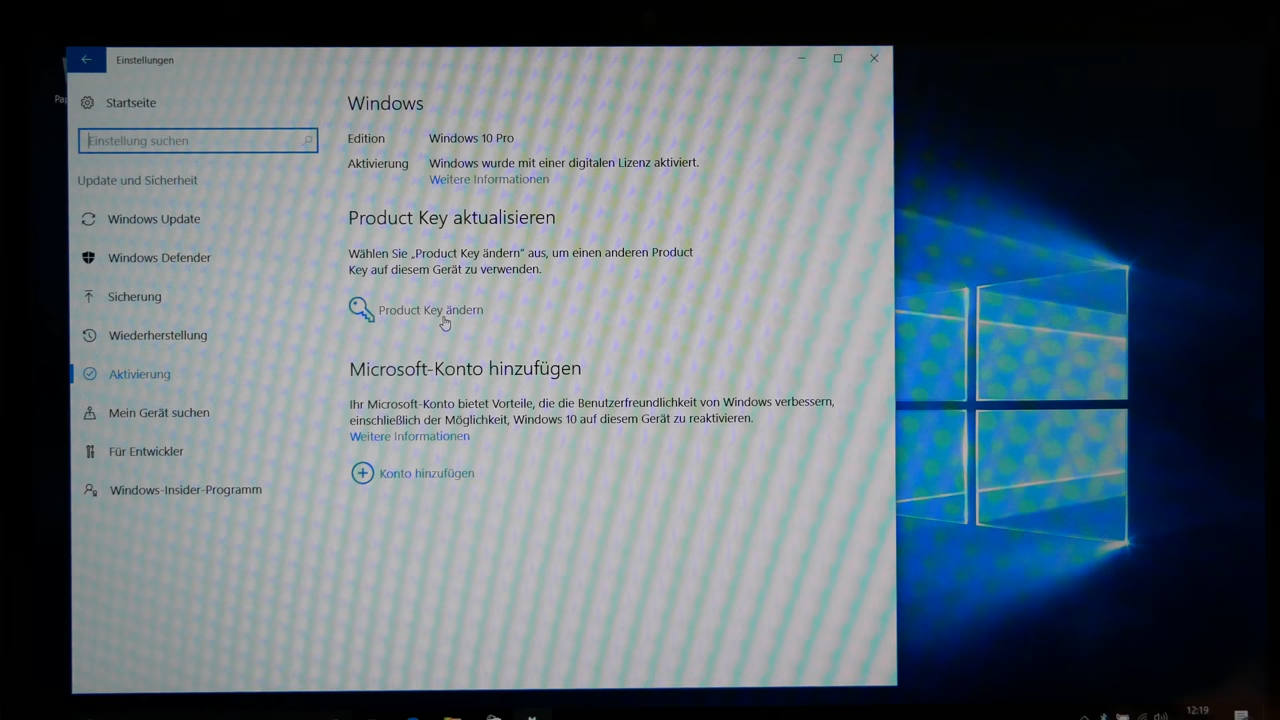 Einstellungen
Startseite
Einstellung suchen
Update und Sicherheit
Windows Update
Windows Defender
Sicherung
Wiederherstellung
Aktivierung
Mein Gerät suchen
Für Entwickler
Windows-Insider-Programm
Windows
Edition Windows 10 Pro
Aktivierung Windows wurde mit einer digitalen Lizenz aktiviert.
Weitere Informationen
Product Key aktualisieren
Wählen Sie „Product Key ändern" aus, um einen anderen Product
Key auf diesem Gerät zu verwenden.
Product Key ändern
Microsoft-Konto hinzufügen
Ihr Microsoft-Konto bietet Vorteile, die die Benutzerfreundlichkeit von Windows verbessern,
einschließlich der Möglichkeit, Windows 10 auf diesem Gerät zu reaktivieren.
Weitere Informationen
Konto hinzufügen
12:19